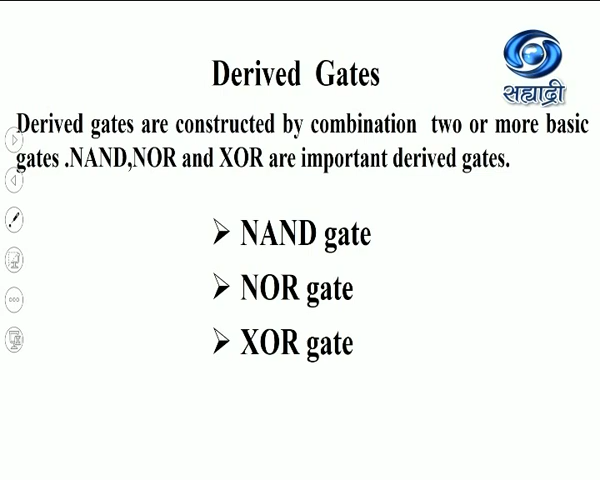 सह्याद्री
Derived Gates
Derived gates are constructed by combination two or more basic
gates .NAND,NOR and XOR are important derived gates.
➢ NAND gate
➢ NOR gate
➢ XOR gate